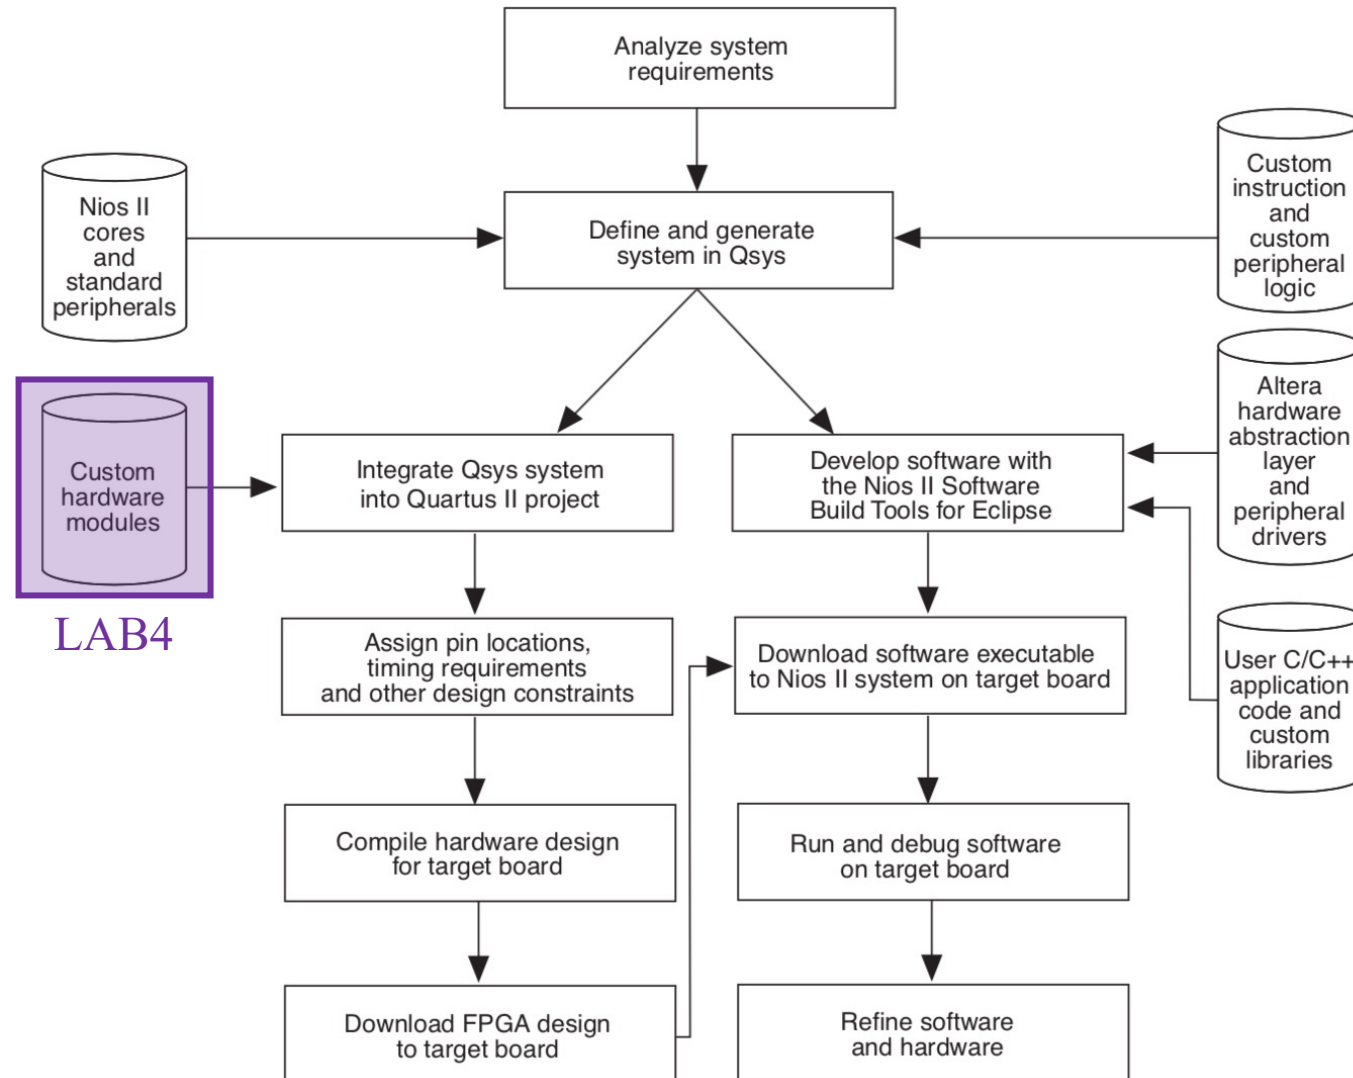 Analyze system
requirements
Nios II
cores
and
standard
peripherals
Define and generate
system in Qsys
Custom
instruction
and
custom
peripheral
logic
Custom
hardware
modules
LAB4
Integrate Qsys system
into Quartus II project
Develop software with
the Nios II Software
Build Tools for Eclipse
Altera
hardware
abstraction
layer
and
peripheral
drivers
Assign pin locations,
timing requirements
and other design constraints
Download software executable
to Nios II system on target board
User C/C++
application
code and
custom
libraries
Compile hardware design
for target board
Run and debug software
on target board
Download FPGA design
to target board
Refine software
and hardware